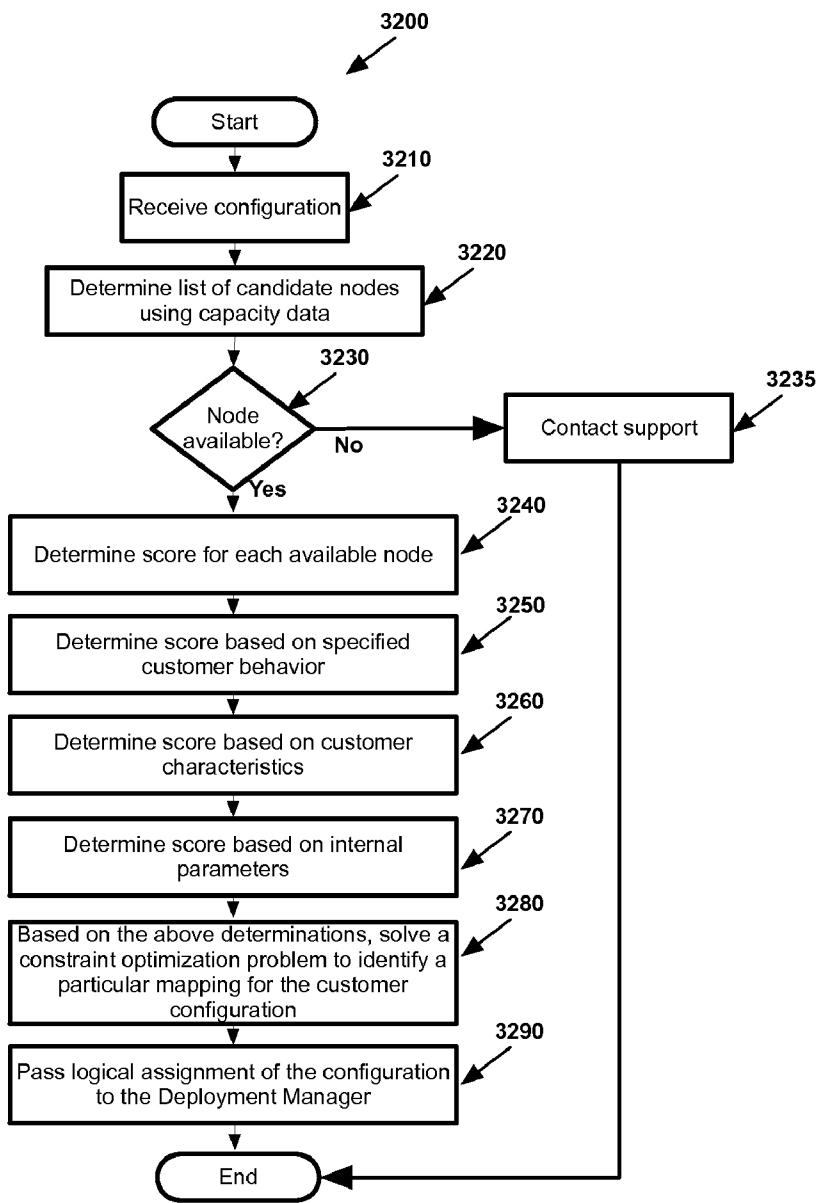 3200
Start
3210
Receive configuration
3220
Determine list of candidate nodes
using capacity data
3230
Node
available?
No
Yes
3235
Contact support
3240
Determine score for each available node
3250
Determine score based on specified
customer behavior
3260
Determine score based on customer
characteristics
3270
Determine score based on internal
parameters
3280
Based on the above determinations, solve a
constraint optimization problem to identify a
particular mapping for the customer
configuration
3290
Pass logical assignment of the configuration
to the Deployment Manager
End